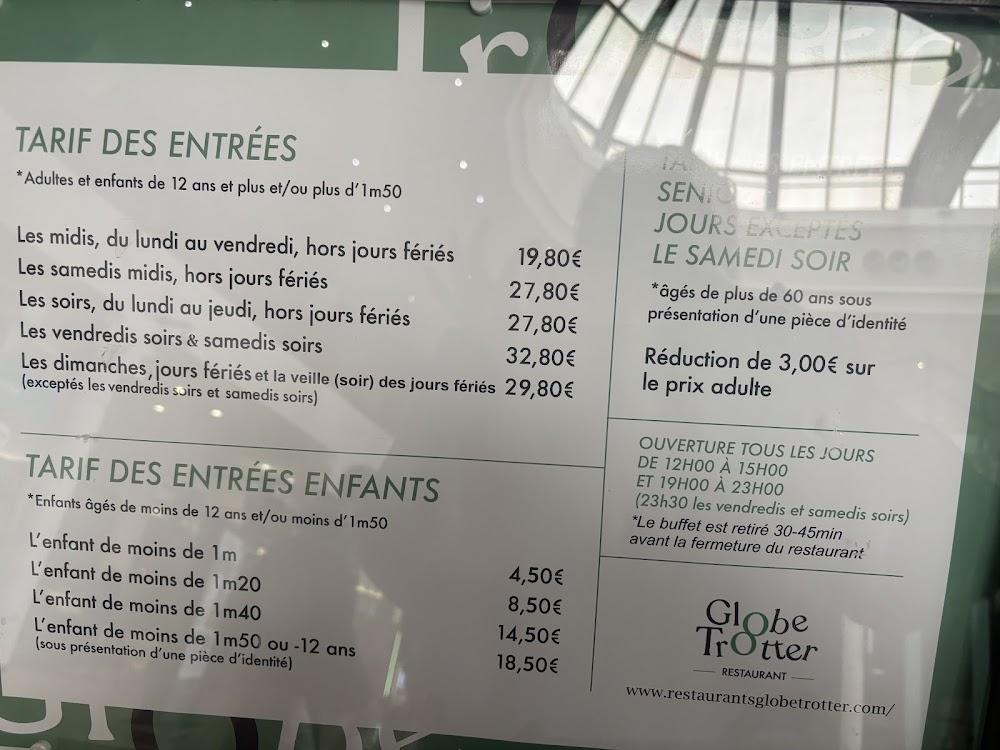 TARIF DES ENTRÉES
*Adultes et enfants de 12 ans et plus et/ou plus d'1m50
Les midis, du lundi au vendredi, hors jours fériés 19,80€
Les samedis midis, hors jours fériés 27,80€
Les soirs, du lundi au jeudi, hors jours fériés 27,80€
Les vendredis soirs & samedis soirs 32,80€
Les dimanches, jours fériés et la veille (soir) des jours fériés 29,80€
(exceptés les vendredis soirs et samedis soirs)
TARIF DES ENTRÉES ENFANTS
*Enfants âgés de moins de 12 ans et/ou moins d'1m50
L'enfant de moins de 1m 4,50€
L'enfant de moins de 1m20 8,50€
L'enfant de moins de 1m40 14,50€
L'enfant de moins de 1m50 ou -12 ans 18,50€
(sous présentation d'une pièce d'identité)
JOURS EXCEPTÉS
LE SAMEDI SOIR
*âgés de plus de 60 ans sous
présentation d'une pièce d'identité
Réduction de 3,00€ sur
le prix adulte
OUVERTURE TOUS LES JOURS
DE 12H00 À 15H00
ET 19H00 À 23H00
(23h30 les vendredis et samedis soirs)
*Le buffet est retiré 30-45min
avant la fermeture du restaurant
Globe
Trotter
RESTAURANT
www.restaurantsglobetrotter.com/